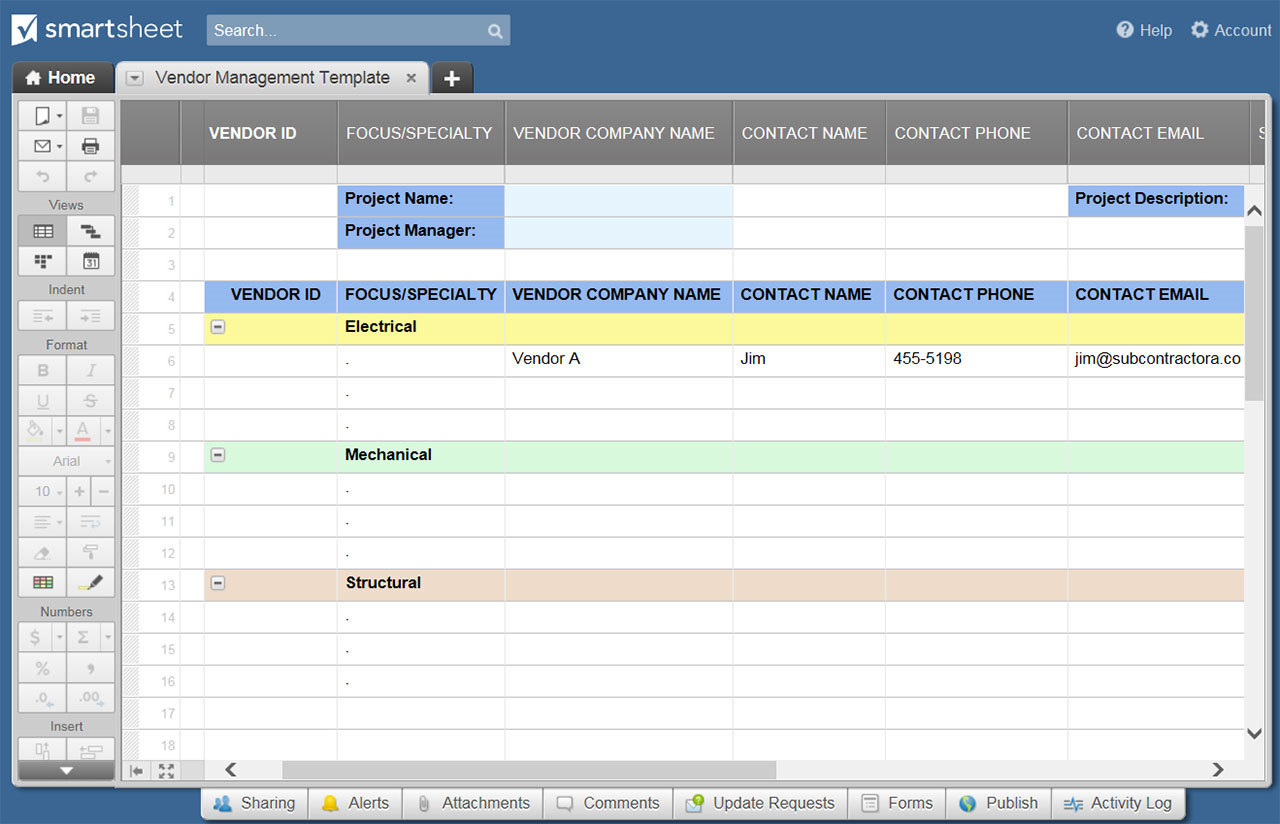 smartsheet Search... Help Account
Home Vendor Management Template
VENDOR ID FOCUS/SPECIALTY VENDOR COMPANY NAME CONTACT NAME CONTACT PHONE CONTACT EMAIL
1 Project Name: Project Description:
2 Project Manager:
3
4 VENDOR ID FOCUS/SPECIALTY VENDOR COMPANY NAME CONTACT NAME CONTACT PHONE CONTACT EMAIL
5 Electrical
6 . Vendor A Jim 455-5198 jim@subcontractora.co
7 .
8 .
9 Mechanical
10 .
11 .
12 .
13 Structural
14 .
15 .
16 .
17
18
Views
31
Indent
Format
B I
U S
A
Arial
10 + −
Numbers
$ Σ
% ,
.0 .00
Insert
Sharing Alerts Attachments Comments Update Requests Forms Publish Activity Log